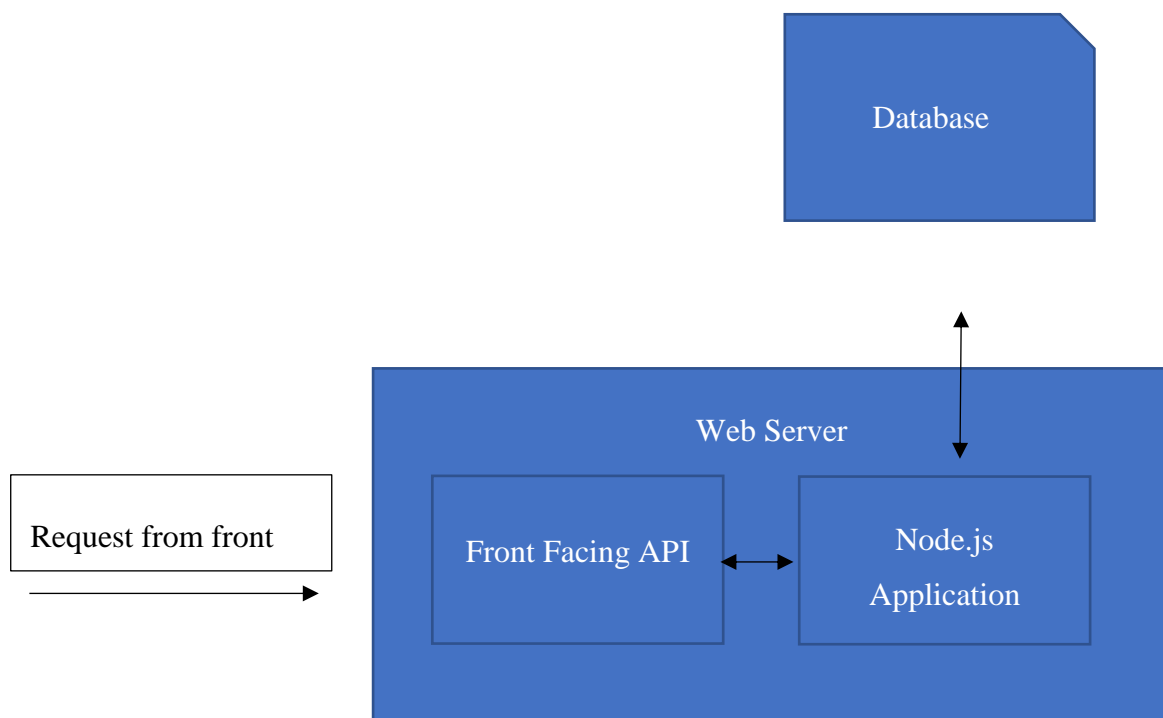 Database
Web Server
Request from front
Front Facing API
Node.js
Application